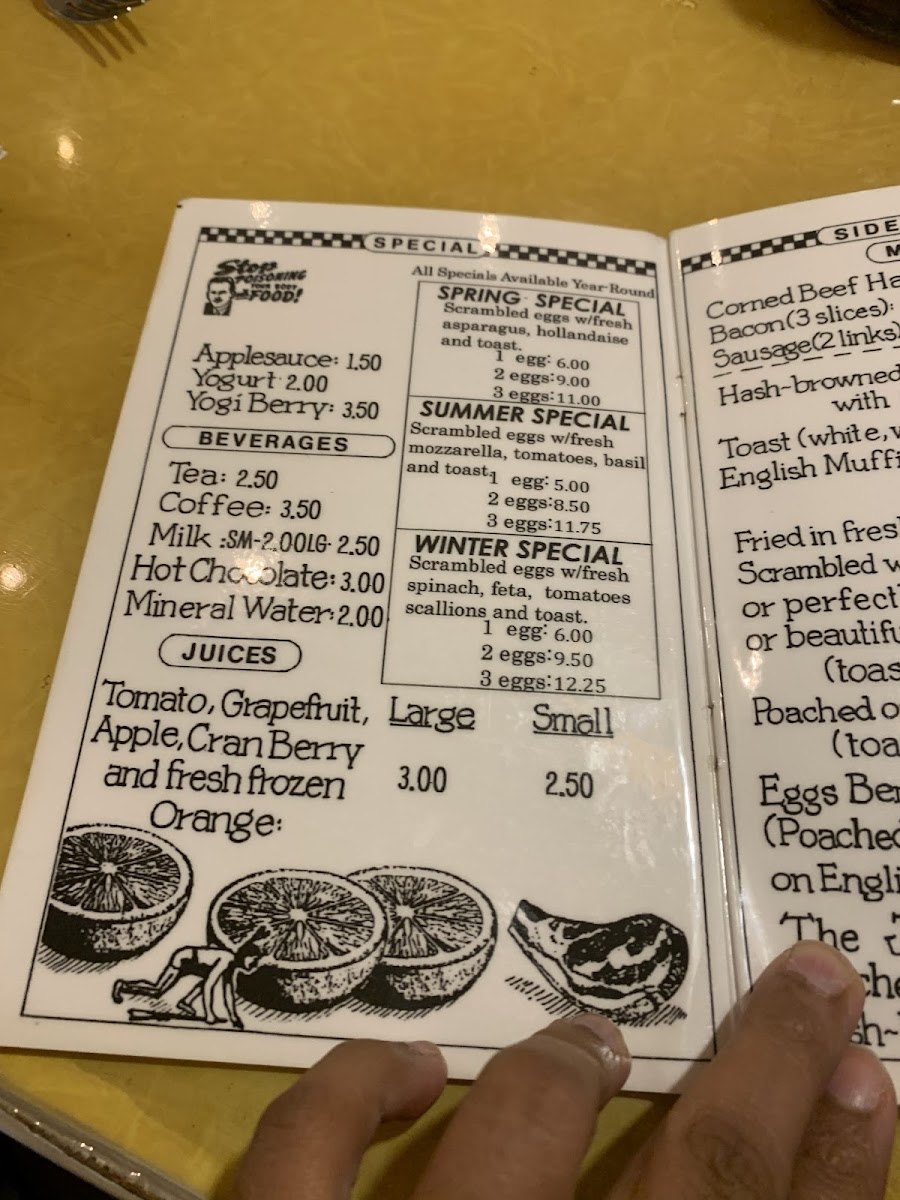 SPECIAL
Stop
POISONING
YOUR BODY
FOOD!
Applesauce: 1.50
Yogurt 2.00
Yogi Berry: 3.50
BEVERAGES
Tea: 2.50
Coffee: 3.50
Milk :SM-2.00LG- 2.50
Hot Chocolate: 3.00
Mineral Water: 2.00
JUICES
Tomato, Grapefruit,
Apple, Cran Berry
and fresh frozen
Orange:
Large Small
3.00 2.50
All Specials Available Year-Round
SPRING SPECIAL
Scrambled eggs w/fresh
asparagus, hollandaise
and toast.
1 egg: 6.00
2 eggs: 9.00
3 eggs: 11.00
SUMMER SPECIAL
Scrambled eggs w/fresh
mozzarella, tomatoes, basil
and toast.
1 egg: 5.00
2 eggs: 8.50
3 eggs: 11.75
WINTER SPECIAL
Scrambled eggs w/fresh
spinach, feta, tomatoes
scallions and toast.
1 egg: 6.00
2 eggs: 9.50
3 eggs: 12.25
SIDE
M
Corned Beef Ha
Bacon (3 slices):
Sausage (2 links)
Hash-browned
with
Toast (white, w
English Muffi
Fried in fres
Scrambled w
or perfectl
or beautifu
(toas
Poached o
(toa
Eggs Ben
(Poached
on Engli
The